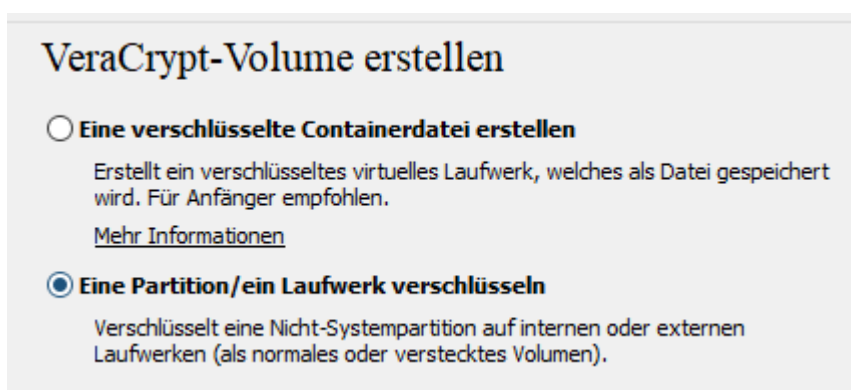 VeraCrypt-Volume erstellen
Eine verschlüsselte Containerdatei erstellen
Erstellt ein verschlüsseltes virtuelles Laufwerk, welches als Datei gespeichert
wird. Für Anfänger empfohlen.
Mehr Informationen
Eine Partition/ein Laufwerk verschlüsseln
Verschlüsselt eine Nicht-Systempartition auf internen oder externen
Laufwerken (als normales oder verstecktes Volumen).